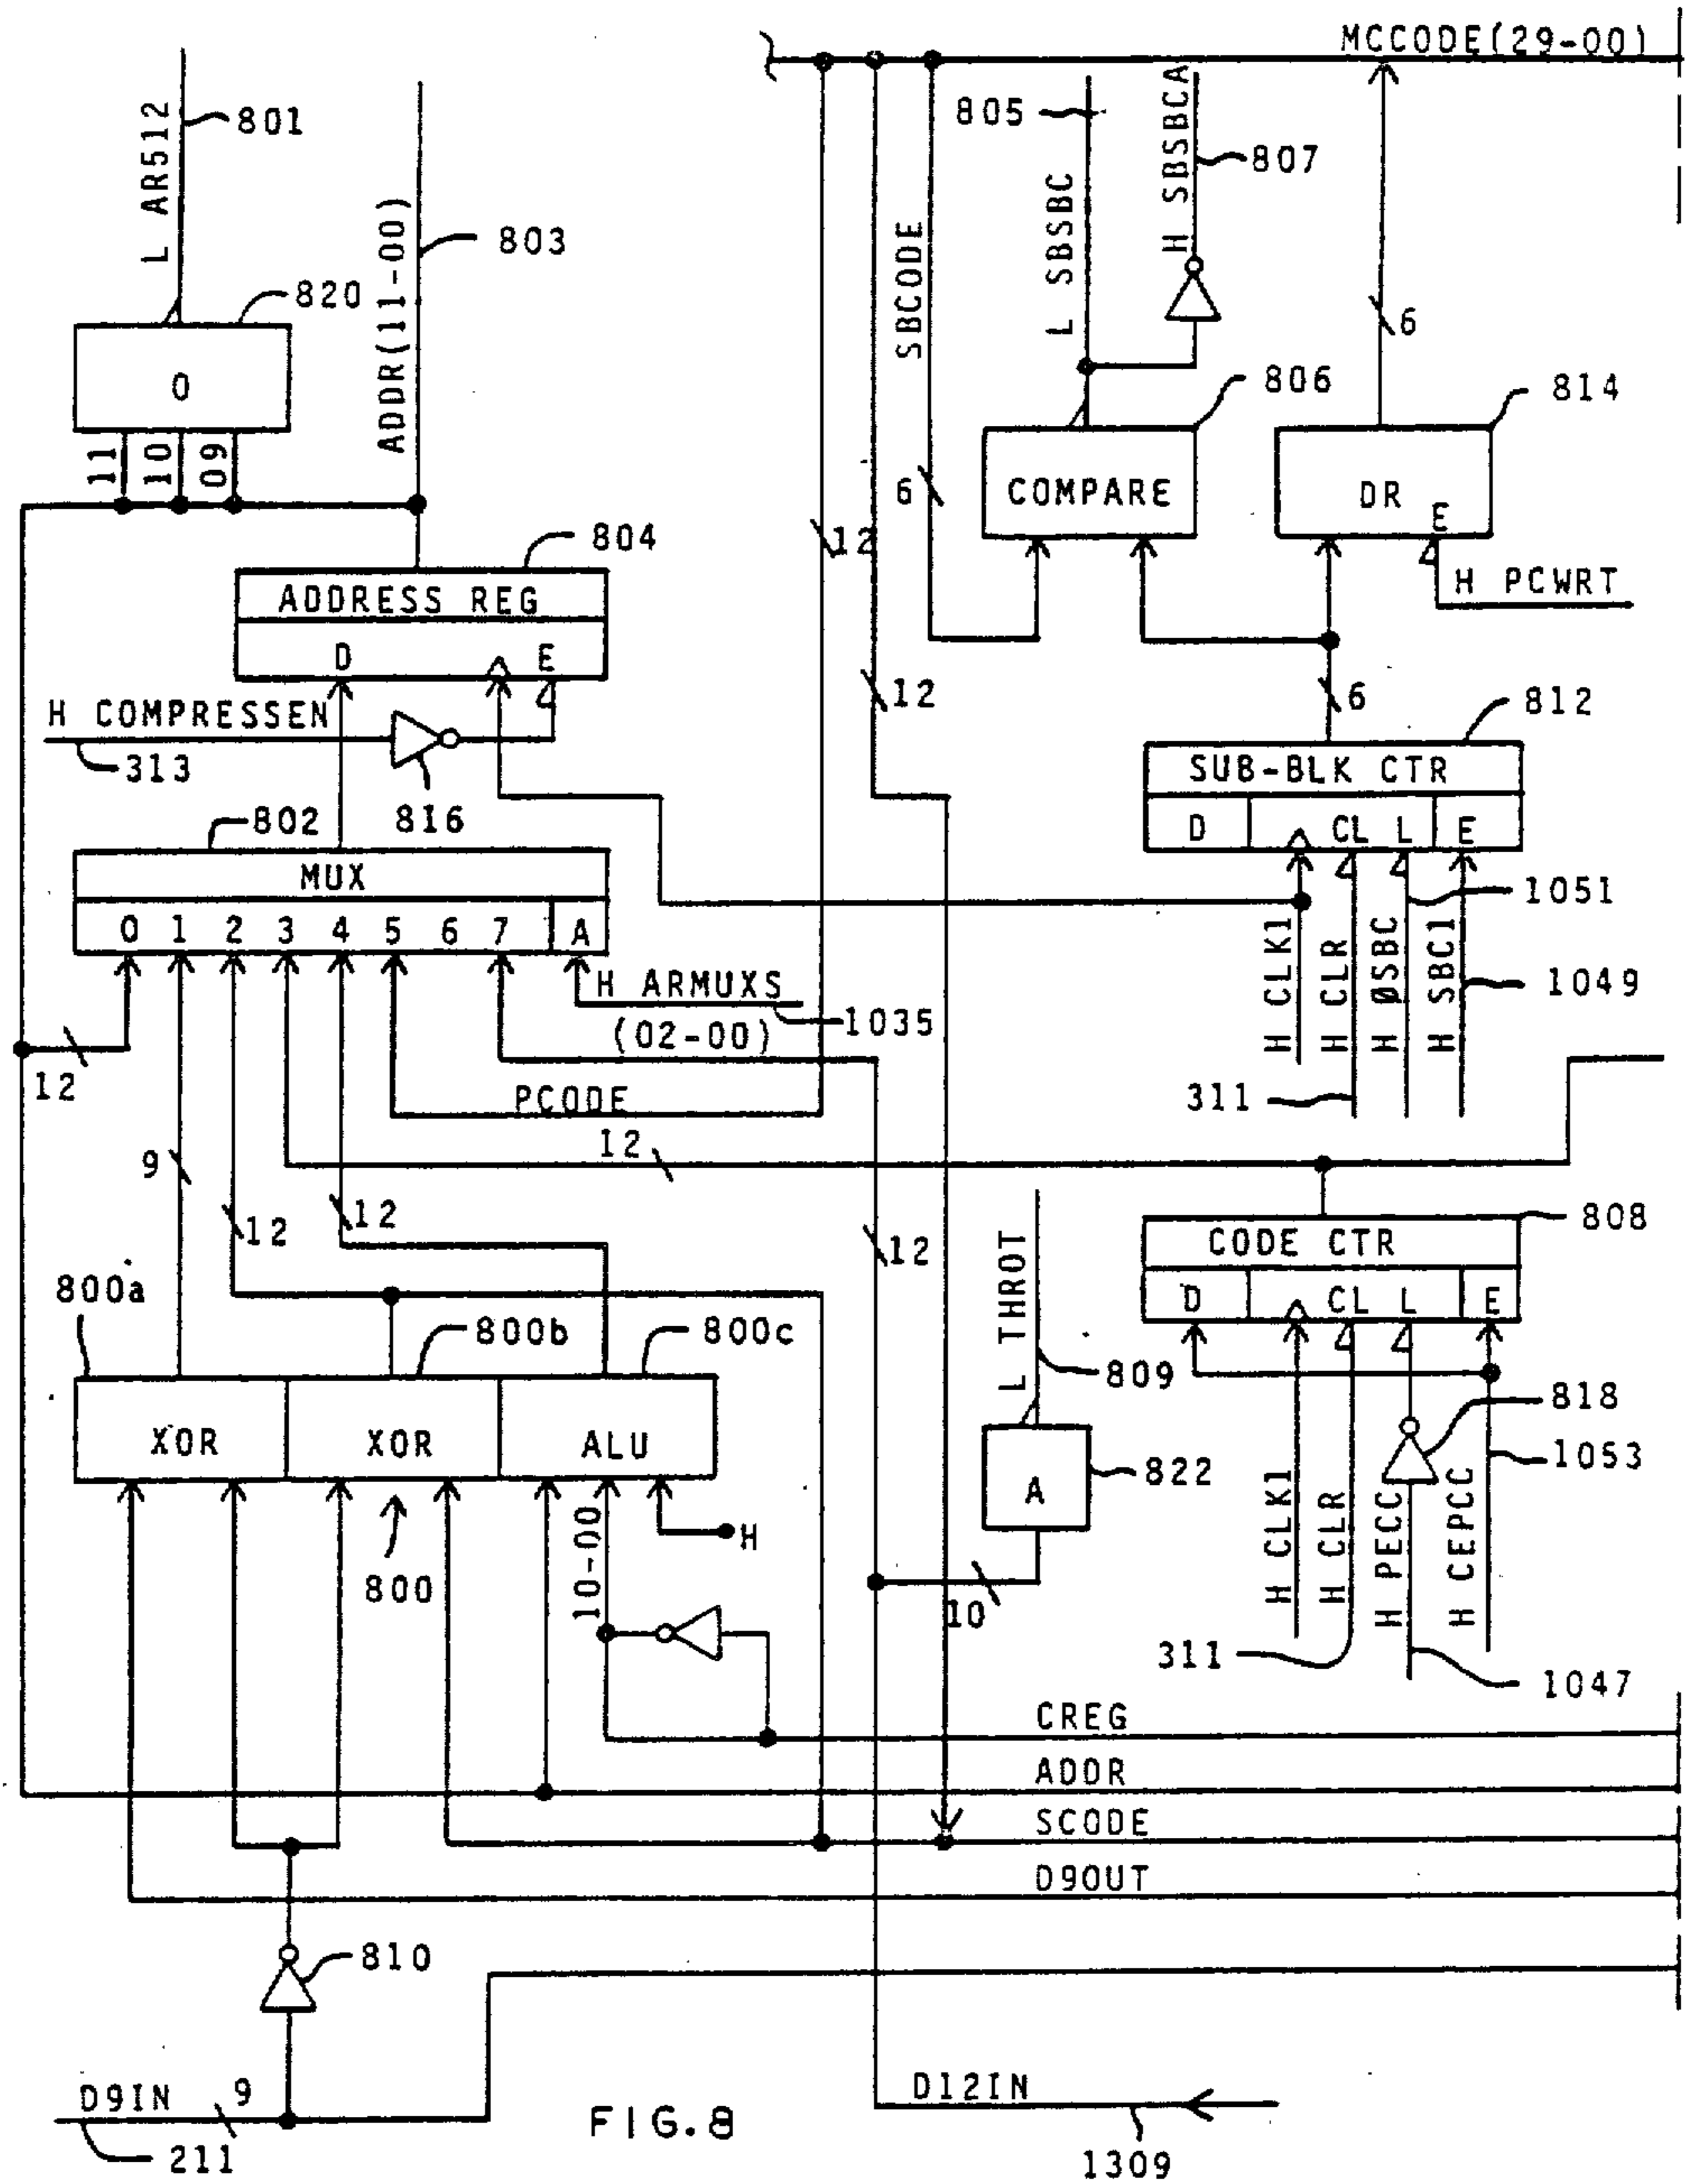 MCCODE(29-00)
L AR512
801
ADDR(11-00)
803
820
0
11
10
09
805
L SBSBC
H SBSBCA
807
SBCODE
6
6
806
COMPARE
814
DR
E
H PCWRT
12
12
804
ADDRESS REG
D
E
H COMPRESSEN
313
816
6
812
SUB-BLK CTR
D
CL
L
E
802
MUX
0
1
2
3
4
5
6
7
A
H ARMUXS
(02-00)
1035
12
PCODE
H CLK1
H CLR
H ØSBC
H SBC1
1051
1049
311
9
12
12
12
12
800a
800b
800c
XOR
XOR
ALU
800
10-00
H
L THROT
809
A
822
10
808
CODE CTR
D
CL
L
E
818
1053
H CLK1
H CLR
H PECC
H CEPCC
311
1047
CREG
ADDR
SCODE
D9OUT
810
D9IN
9
211
D12IN
1309
FIG.8